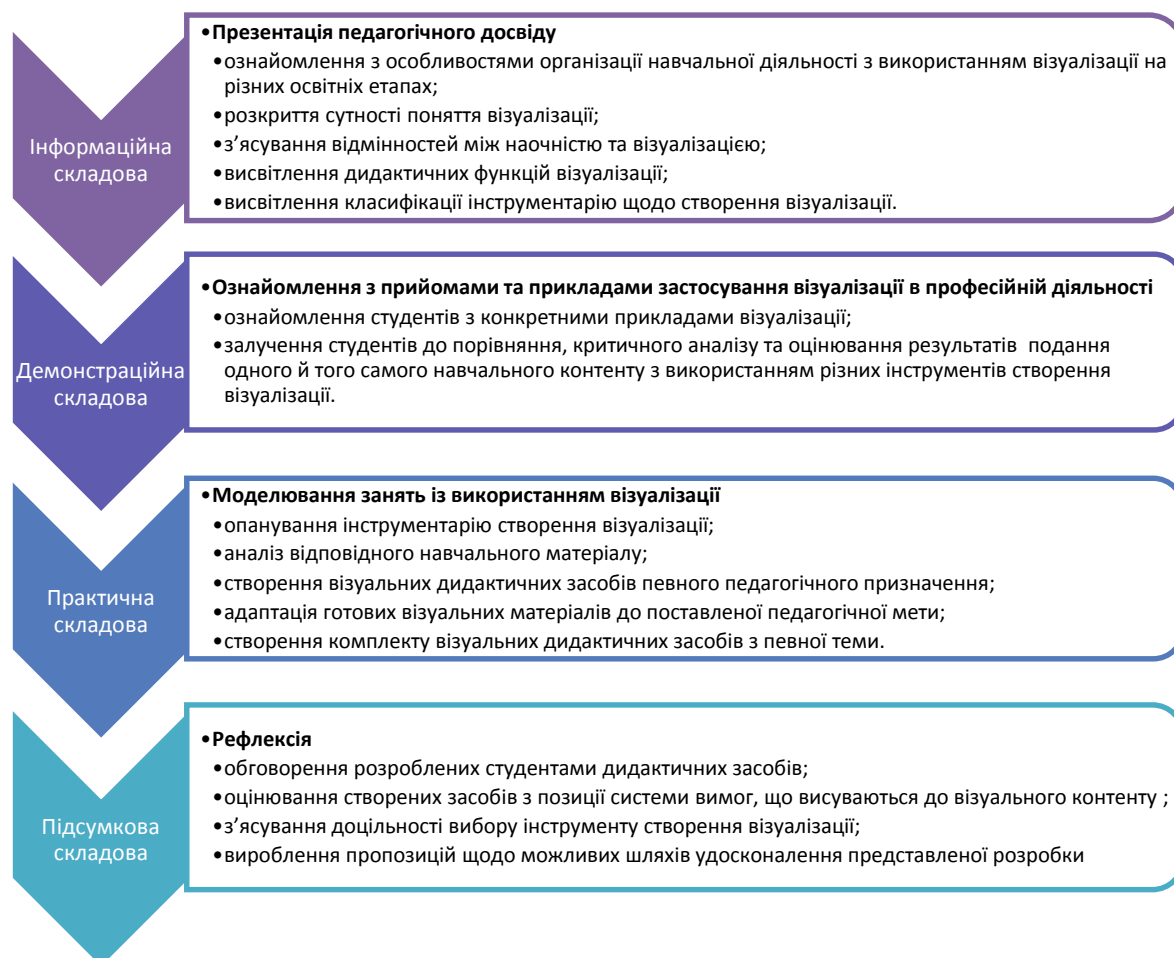 Інформаційна
складова
•Презентація педагогічного досвіду
•ознайомлення з особливостями організації навчальної діяльності з використанням візуалізації на
різних освітніх етапах;
•розкриття сутності поняття візуалізації;
•з’ясування відмінностей між наочністю та візуалізацією;
•висвітлення дидактичних функцій візуалізації;
•висвітлення класифікації інструментарію щодо створення візуалізації.
Демонстраційна
складова
•Ознайомлення з прийомами та прикладами застосування візуалізації в професійній діяльності
•ознайомлення студентів з конкретними прикладами візуалізації;
•залучення студентів до порівняння, критичного аналізу та оцінювання результатів подання
одного й того самого навчального контенту з використанням різних інструментів створення
візуалізації.
Практична
складова
•Моделювання занять із використанням візуалізації
•опанування інструментарію створення візуалізації;
•аналіз відповідного навчального матеріалу;
•створення візуальних дидактичних засобів певного педагогічного призначення;
•адаптація готових візуальних матеріалів до поставленої педагогічної мети;
•створення комплекту візуальних дидактичних засобів з певної теми.
Підсумкова
складова
•Рефлексія
•обговорення розроблених студентами дидактичних засобів;
•оцінювання створених засобів з позиції системи вимог, що висуваються до візуального контенту ;
•з’ясування доцільності вибору інструменту створення візуалізації;
•вироблення пропозицій щодо можливих шляхів удосконалення представленої розробки